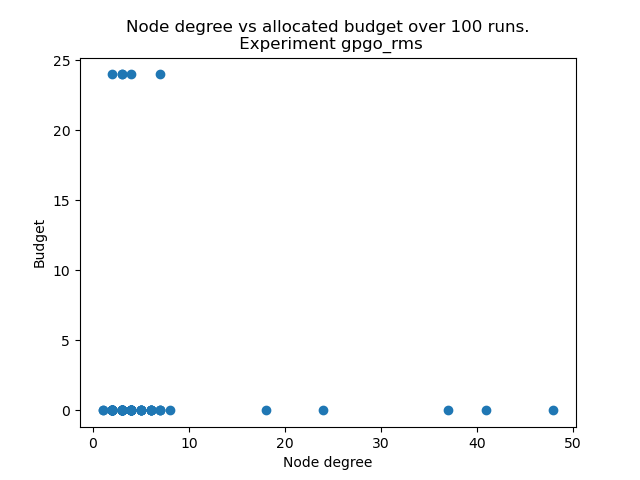 Node degree vs allocated budget over 100 runs.
Experiment gpgo_rms
25
20
15
10
5
0
Budget
0 10 20 30 40 50
Node degree